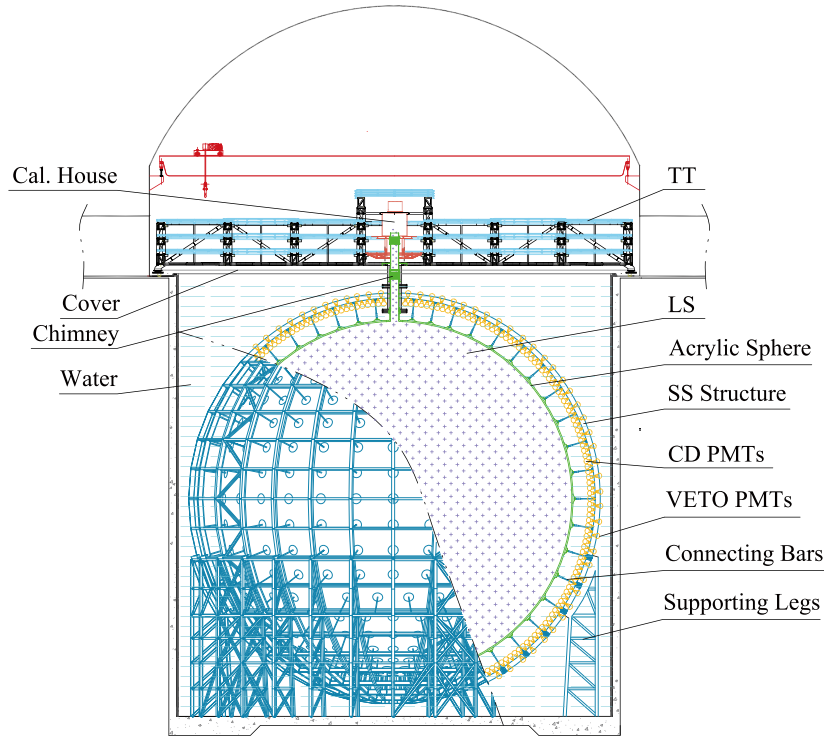 Cal. House
TT
Cover
Chimney
Water
LS
Acrylic Sphere
SS Structure
CD PMTs
VETO PMTs
Connecting Bars
Supporting Legs